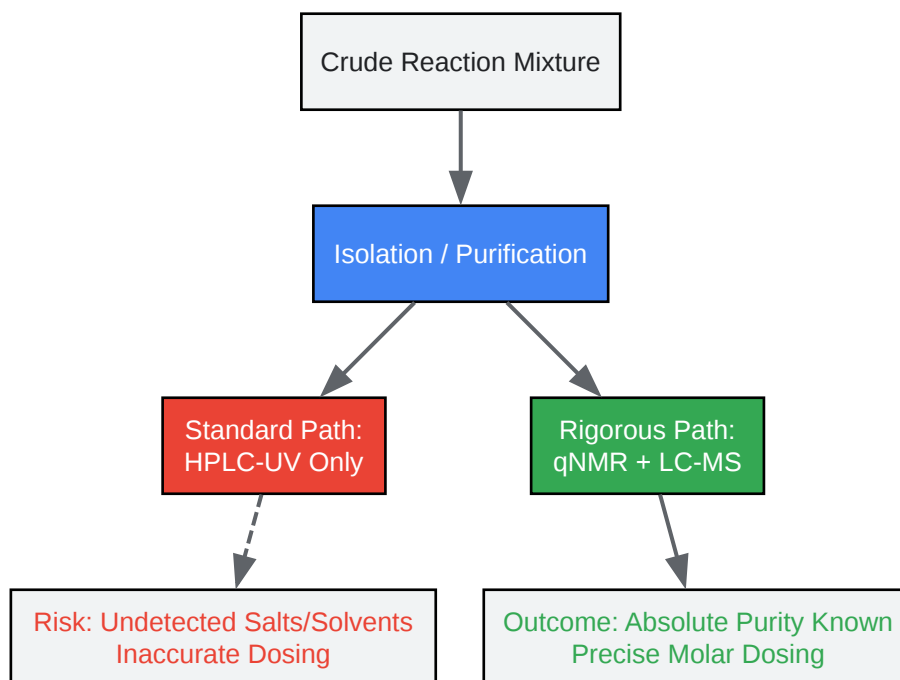 Crude Reaction Mixture
Isolation / Purification
Standard Path:
HPLC-UV Only
Rigorous Path:
qNMR + LC-MS
Risk: Undetected Salts/Solvents
Inaccurate Dosing
Outcome: Absolute Purity Known
Precise Molar Dosing